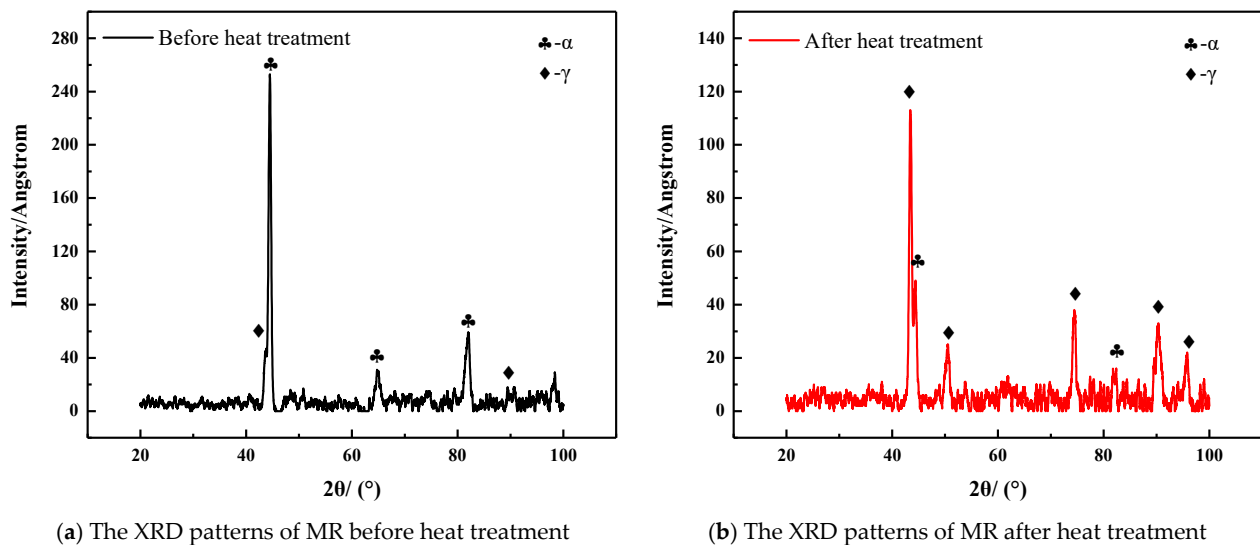 Before heat treatment
♣-α
♦-γ
280
240
200
160
120
80
40
0
Intensity/Angstrom
20
40
60
80
100
2θ/ (°)
(a) The XRD patterns of MR before heat treatment
After heat treatment
♣-α
♦-γ
140
120
100
80
60
40
20
0
Intensity/Angstrom
20
40
60
80
100
2θ/ (°)
(b) The XRD patterns of MR after heat treatment